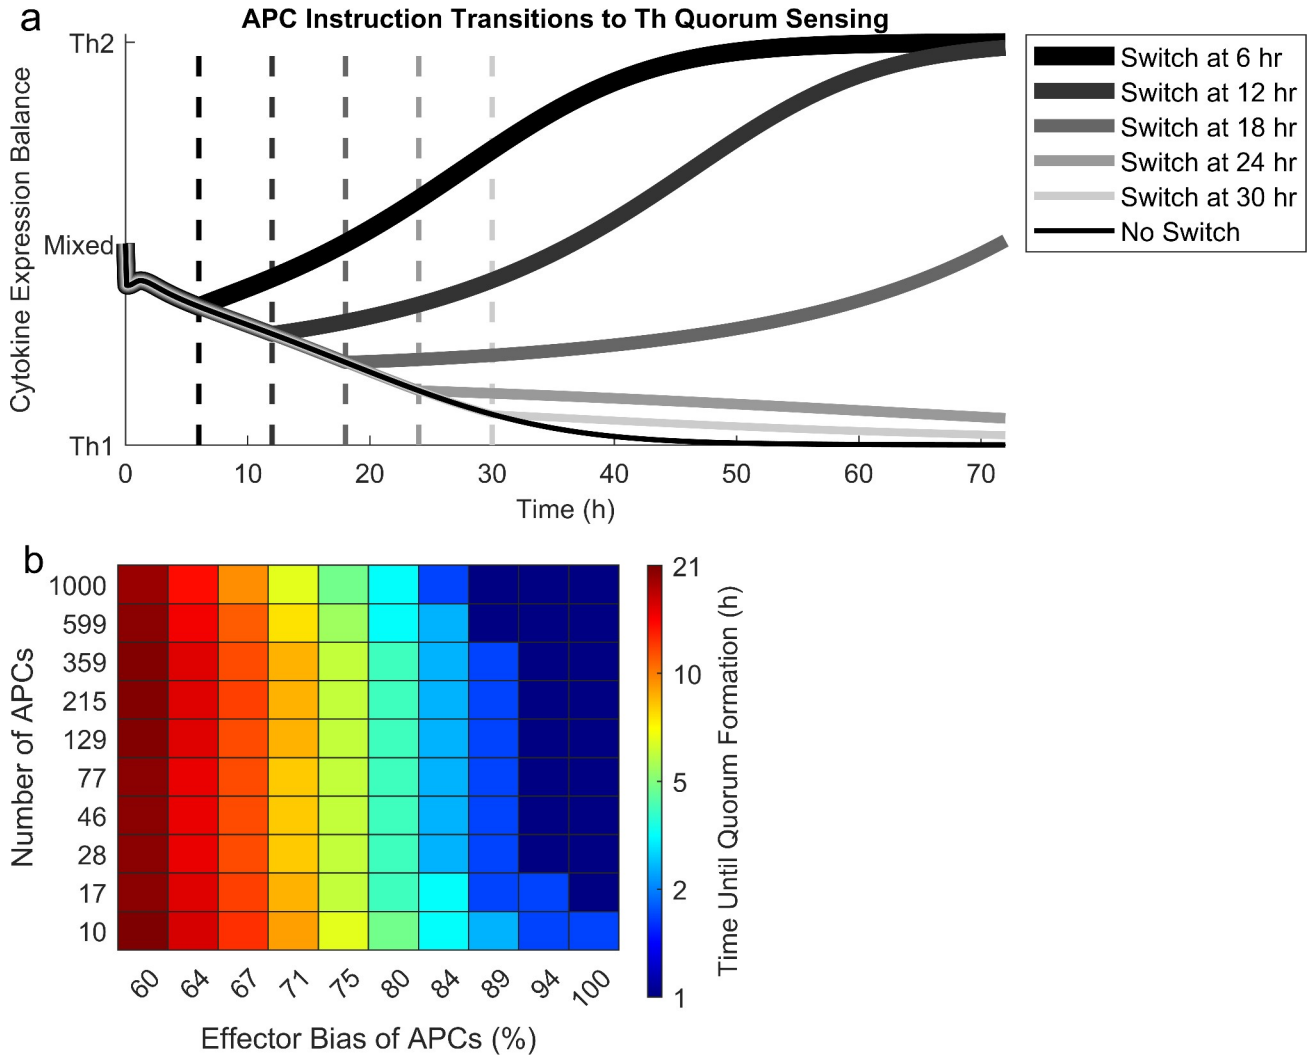 a
APC Instruction Transitions to Th Quorum Sensing
Th2
Mixed
Th1
Cytokine Expression Balance
0 10 20 30 40 50 60 70
Time (h)
Switch at 6 hr
Switch at 12 hr
Switch at 18 hr
Switch at 24 hr
Switch at 30 hr
No Switch
b
1000
599
359
215
129
77
46
28
17
10
Number of APCs
60 64 67 71 75 80 84 89 94 100
Effector Bias of APCs (%)
21
10
5
2
1
Time Until Quorum Formation (h)